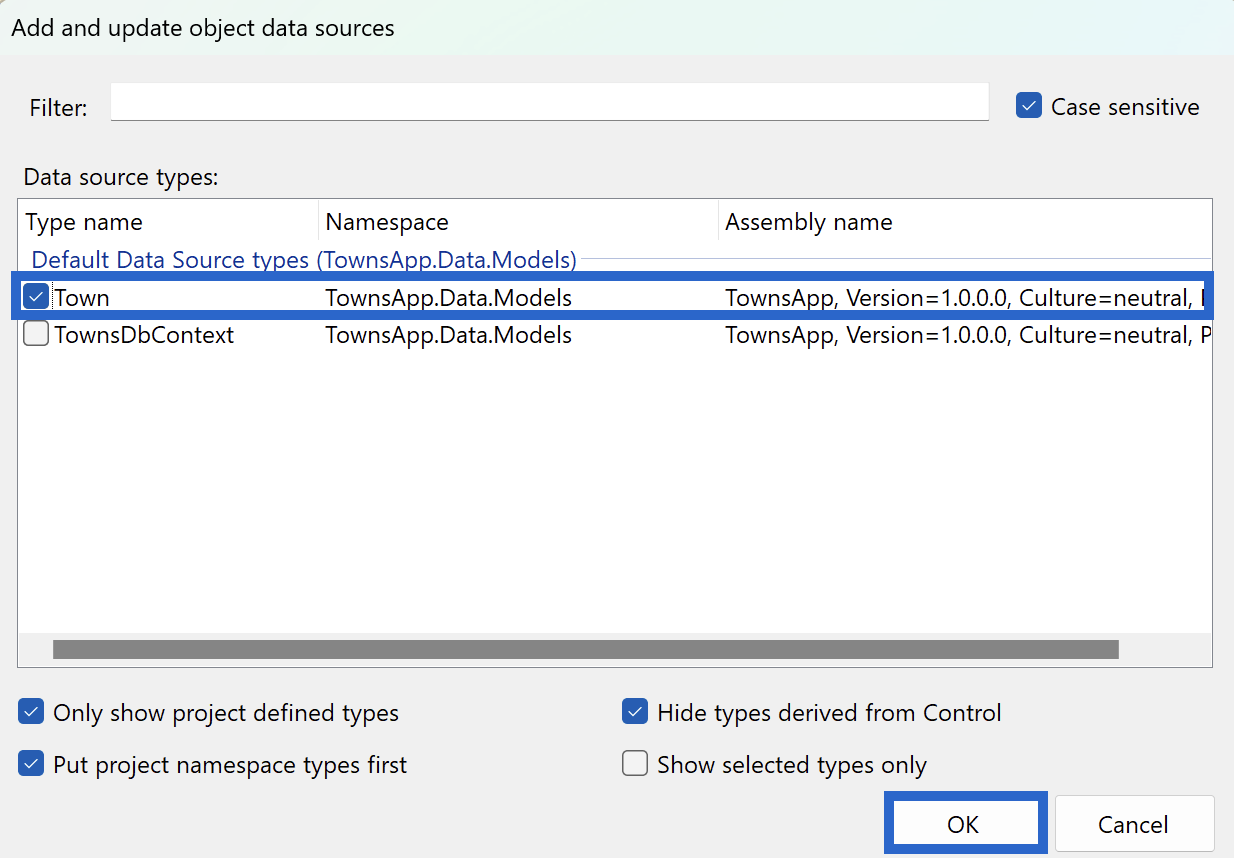 Add and update object data sources
Filter:
Case sensitive
Data source types:
Type name Namespace Assembly name
Default Data Source types (TownsApp.Data.Models)
Town TownsApp.Data.Models TownsApp, Version=1.0.0.0, Culture=neutral,
TownsDbContext TownsApp.Data.Models TownsApp, Version=1.0.0.0, Culture=neutral, P
Only show project defined types Hide types derived from Control
Put project namespace types first Show selected types only
OK Cancel